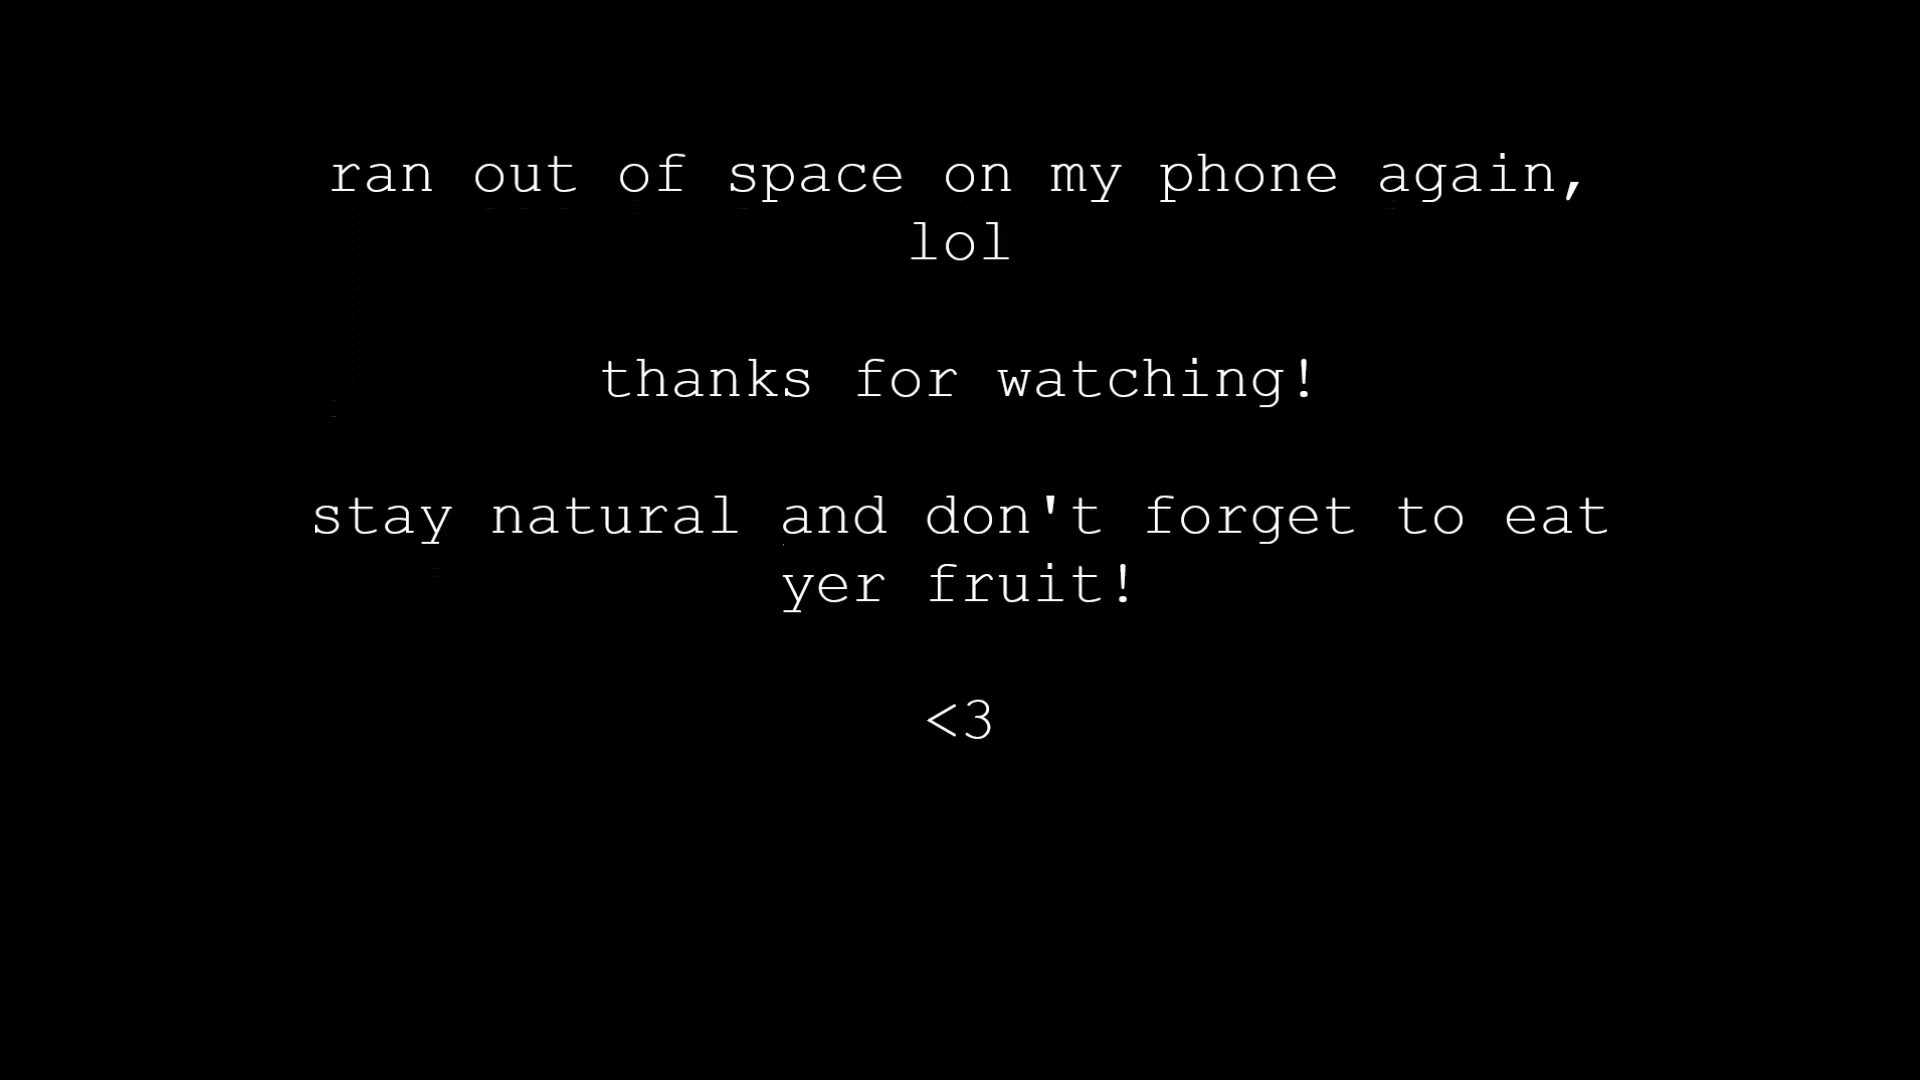 ran out of space on my phone again,
lol
thanks for watching!
stay natural and don't forget to eat
yer fruit!
<3